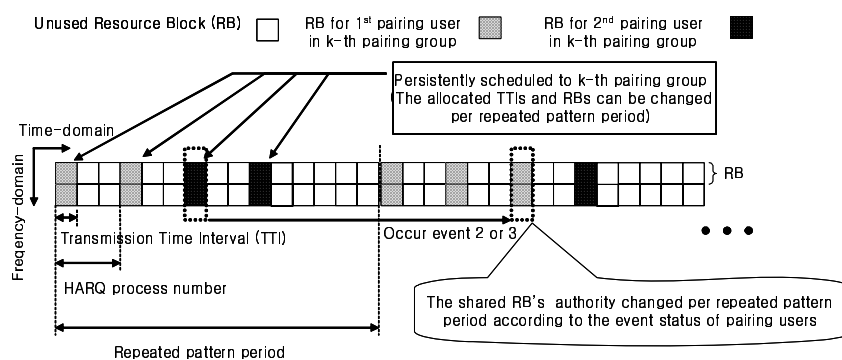 Unused Resource Block (RB)
RB for 1st pairing user
in k-th pairing group
RB for 2nd pairing user
in k-th pairing group
Persistently scheduled to k-th pairing group
(The allocated TTIs and RBs can be changed
per repeated pattern period)
Time-domain
Freqency-domain
RB
Transmission Time Interval (TTI)
Occur event 2 or 3
HARQ process number
The shared RB's authority changed per repeated pattern
period according to the event status of pairing users
Repeated pattern period